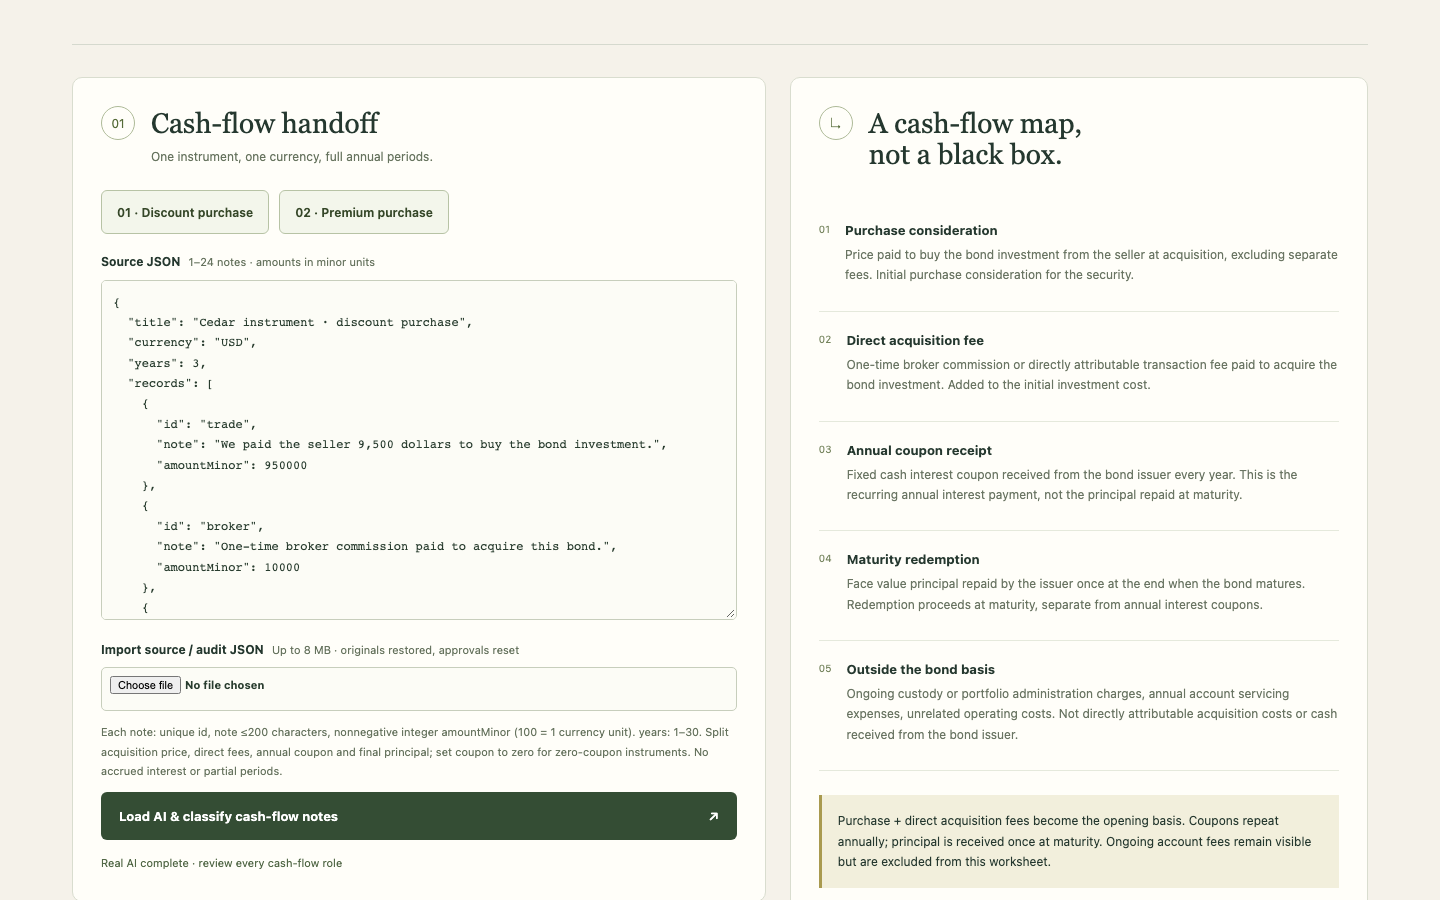 01
Cash-flow handoff
One instrument, one currency, full annual periods.
01 · Discount purchase
02 · Premium purchase
Source JSON 1–24 notes · amounts in minor units
{
"title": "Cedar instrument · discount purchase",
"currency": "USD",
"years": 3,
"records": [
{
"id": "trade",
"note": "We paid the seller 9,500 dollars to buy the bond investment.",
"amountMinor": 950000
},
{
"id": "broker",
"note": "One-time broker commission paid to acquire this bond.",
"amountMinor": 10000
},
{
Import source / audit JSON Up to 8 MB · originals restored, approvals reset
Choose file No file chosen
Each note: unique id, note ≤200 characters, nonnegative integer amountMinor (100 = 1 currency unit). years: 1–30. Split
acquisition price, direct fees, annual coupon and final principal; set coupon to zero for zero-coupon instruments. No
accrued interest or partial periods.
Load AI & classify cash-flow notes ↗
Real AI complete · review every cash-flow role
A cash-flow map,
not a black box.
01 Purchase consideration
Price paid to buy the bond investment from the seller at acquisition, excluding separate
fees. Initial purchase consideration for the security.
02 Direct acquisition fee
One-time broker commission or directly attributable transaction fee paid to acquire the
bond investment. Added to the initial investment cost.
03 Annual coupon receipt
Fixed cash interest coupon received from the bond issuer every year. This is the
recurring annual interest payment, not the principal repaid at maturity.
04 Maturity redemption
Face value principal repaid by the issuer once at the end when the bond matures.
Redemption proceeds at maturity, separate from annual interest coupons.
05 Outside the bond basis
Ongoing custody or portfolio administration charges, annual account servicing
expenses, unrelated operating costs. Not directly attributable acquisition costs or cash
received from the bond issuer.
Purchase + direct acquisition fees become the opening basis. Coupons repeat
annually; principal is received once at maturity. Ongoing account fees remain visible
but are excluded from this worksheet.